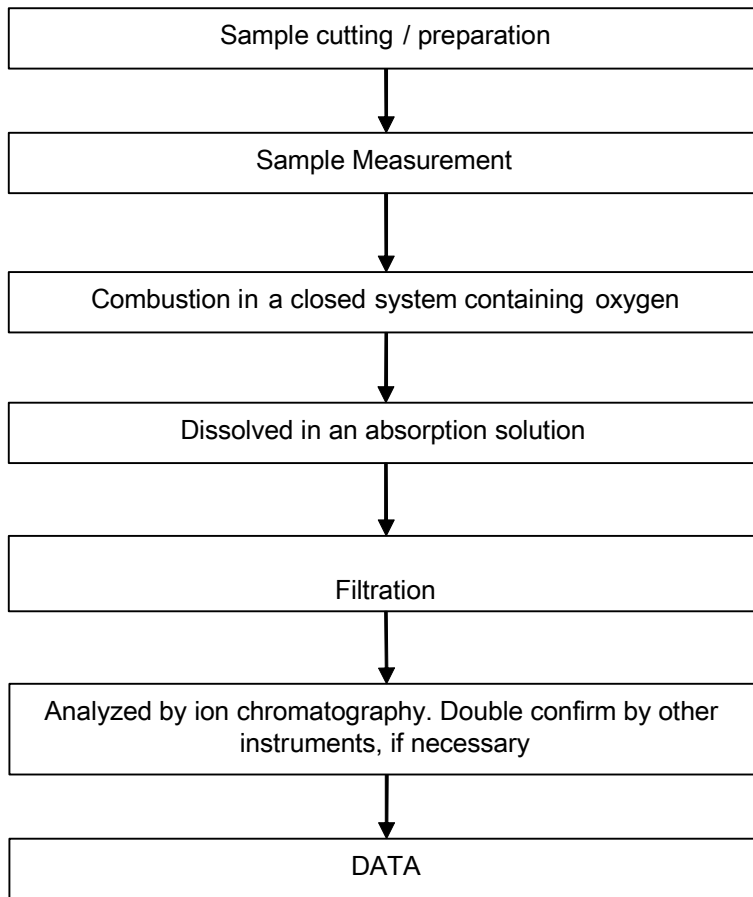 Sample cutting / preparation
Sample Measurement
Combustion in a closed system containing oxygen
Dissolved in an absorption solution
Filtration
Analyzed by ion chromatography. Double confirm by other
instruments, if necessary
DATA